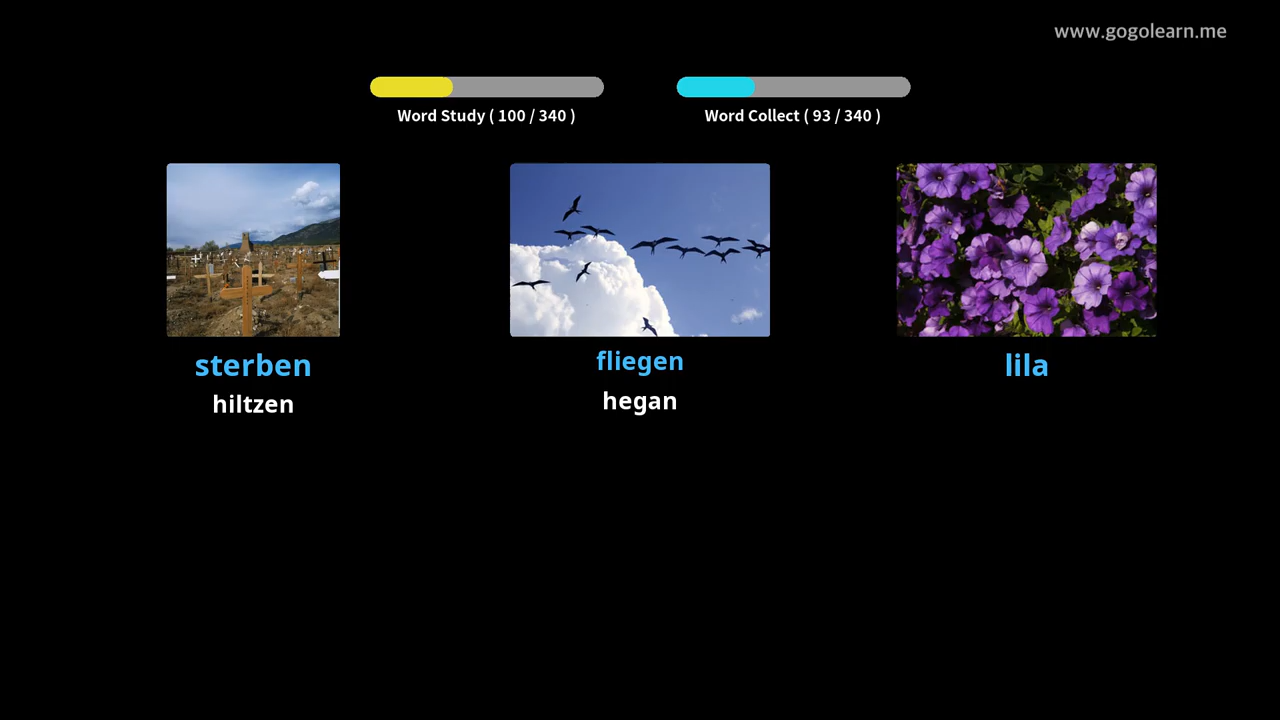 www.gogolearn.me
Word Study ( 100 / 340 )
Word Collect ( 93 / 340 )
sterben
hiltzen
fliegen
hegan
lila